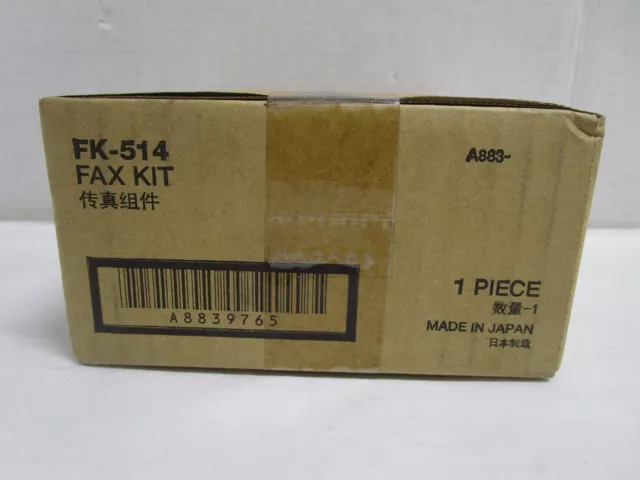 FK-514
FAX KIT
传真组件
A883-
A8839765
1 PIECE
数量-1
MADE IN JAPAN
日本制造